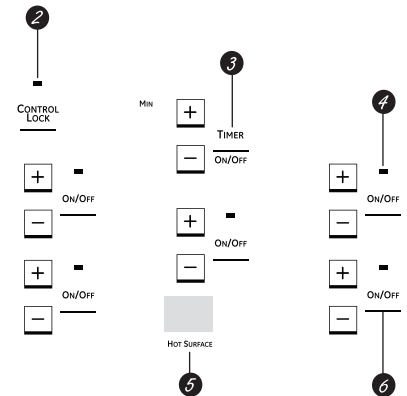 2
3
CONTROL
LOCK
MIN
+
TIMER
− ON/OFF
4
+
ON/OFF
−
+
ON/OFF
−
+
ON/OFF
−
+
ON/OFF
−
+
ON/OFF
−
HOT SURFACE
5
6